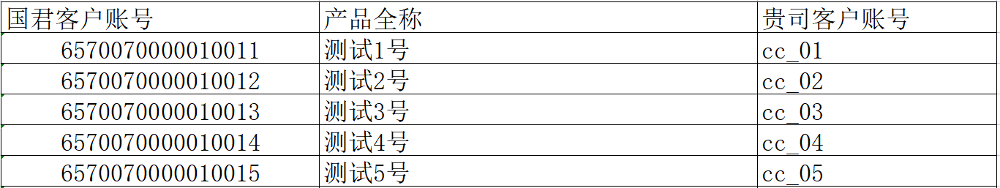 国君客户账号 产品全称 贵司客户账号
6570070000010011 测试1号 cc_01
6570070000010012 测试2号 cc_02
6570070000010013 测试3号 cc_03
6570070000010014 测试4号 cc_04
6570070000010015 测试5号 cc_05